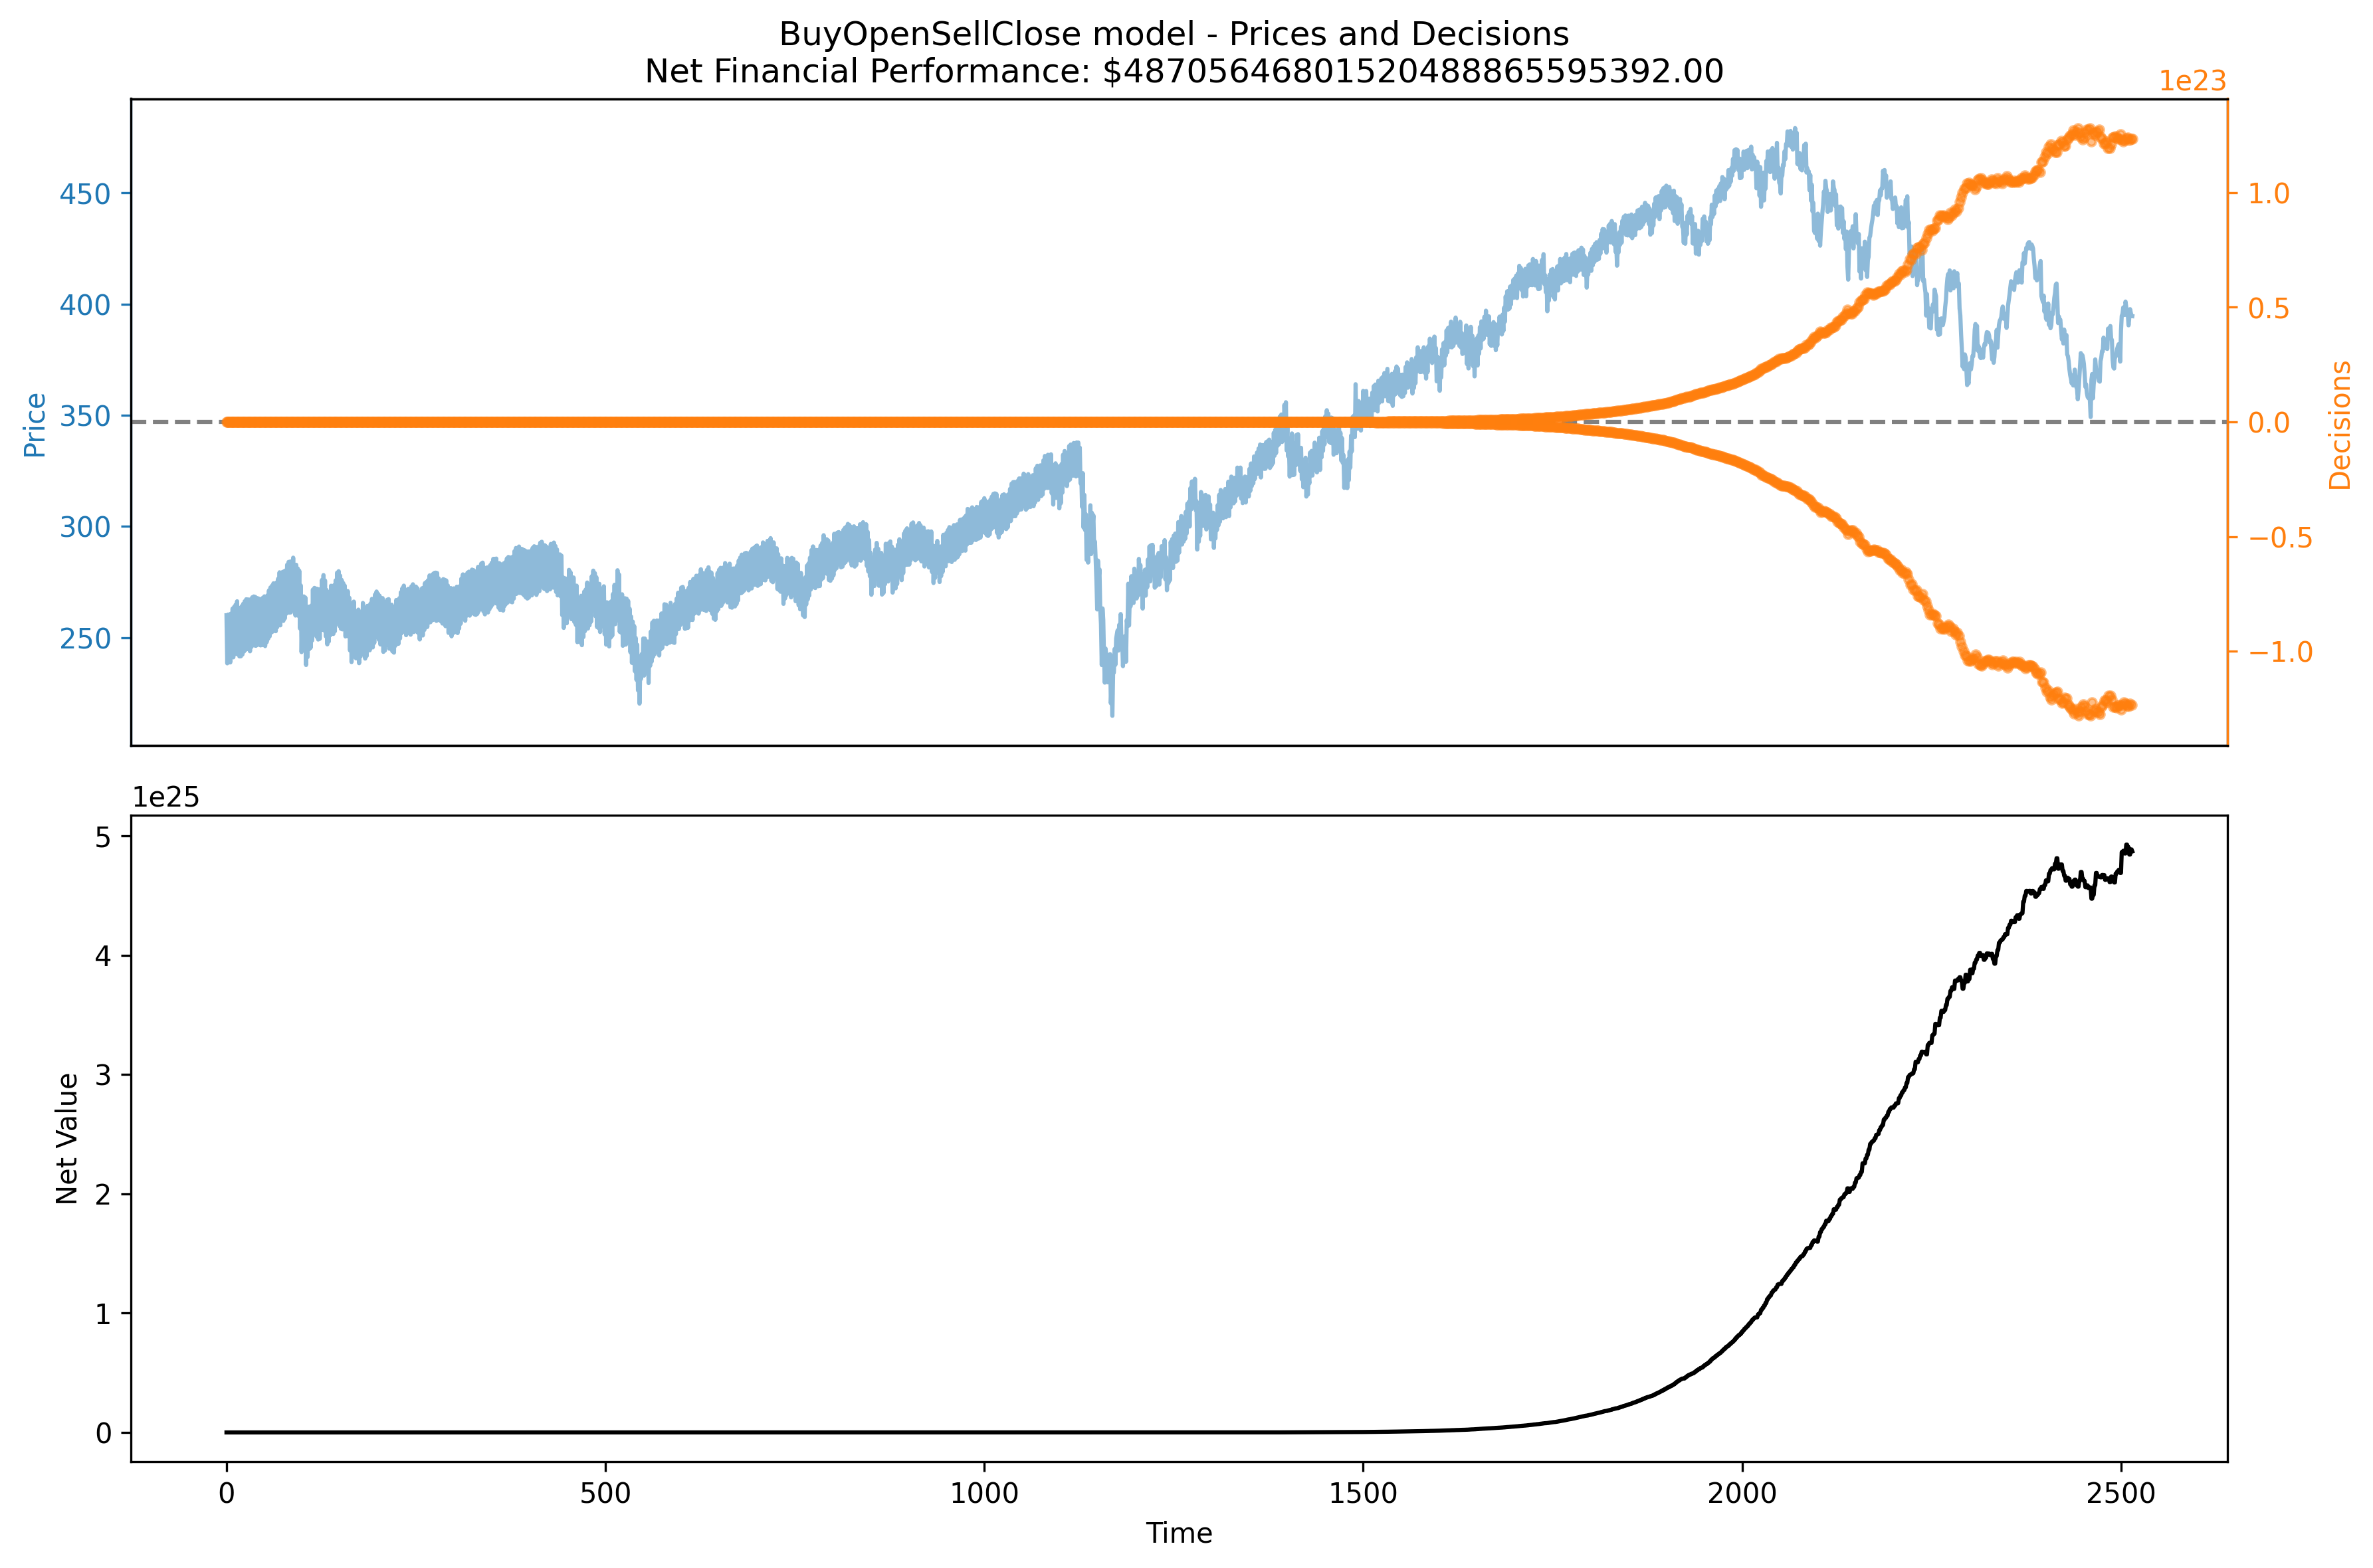 BuyOpenSellClose model - Prices and Decisions
Net Financial Performance: $48705646801520488865595392.00
1e23
450
400
350
300
250
Price
1.0
0.5
0.0
−0.5
−1.0
Decisions
1e25
5
4
3
2
1
0
Net Value
0
500
1000
1500
2000
2500
Time